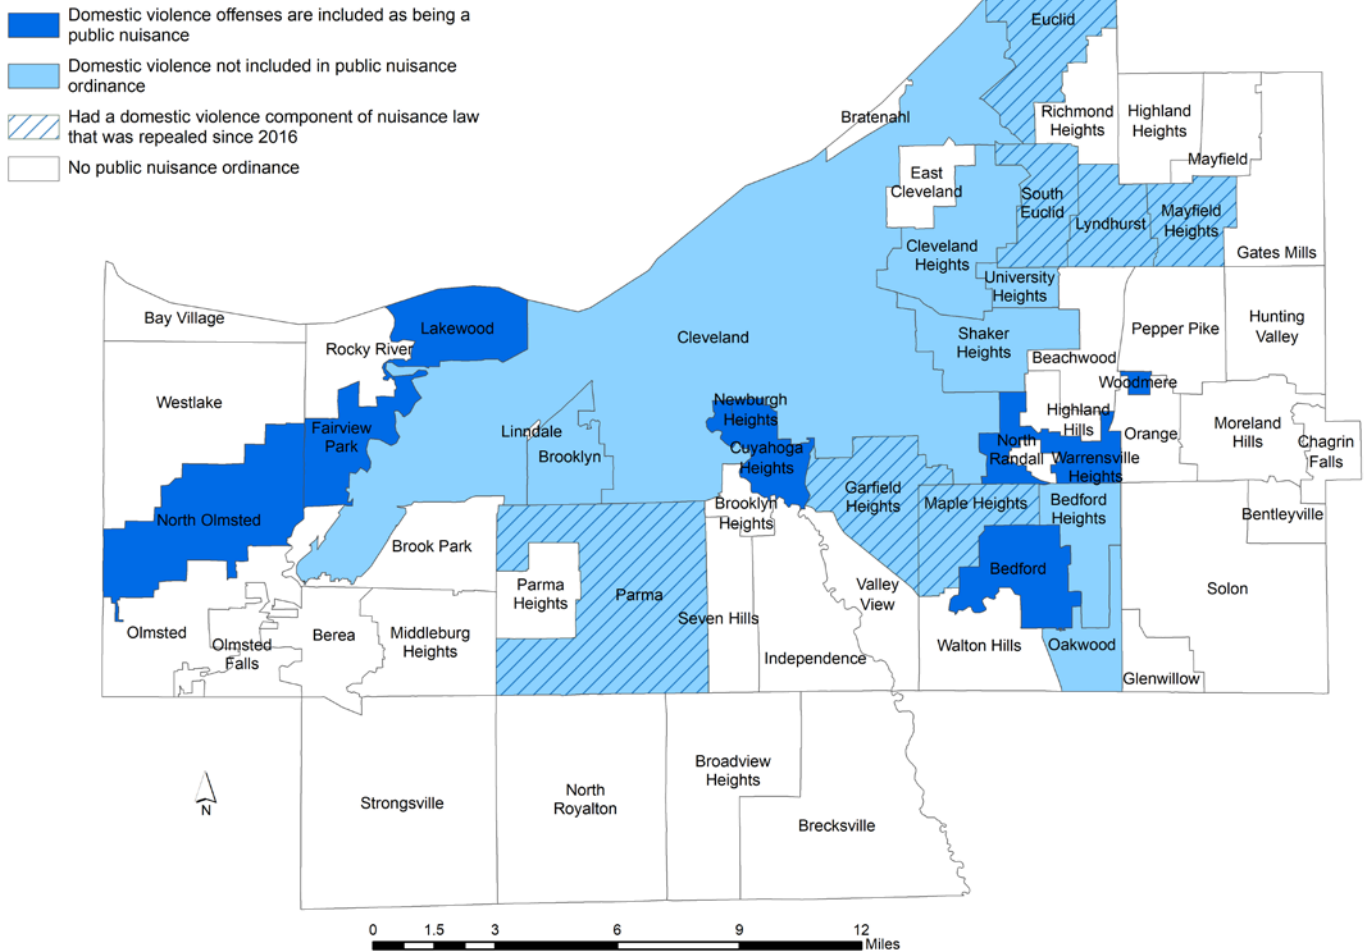 Domestic violence offenses are included as being a
public nuisance
Domestic violence not included in public nuisance
ordinance
Had a domestic violence component of nuisance law
that was repealed since 2016
No public nuisance ordinance
Euclid
Bratenahl
Richmond
Heights
Highland
Heights
Mayfield
East
Cleveland
South
Euclid
Lyndhurst
Mayfield
Heights
Gates Mills
Cleveland
Heights
University
Heights
Bay Village
Rocky River
Lakewood
Cleveland
Shaker
Heights
Beachwood
Pepper Pike
Hunting
Valley
Westlake
Fairview
Park
Linndale
Brooklyn
Newburgh
Heights
Cuyahoga
Heights
Woodmere
Highland
Hills
Orange
Moreland
Hills
Chagrin
Falls
North
Randall
Warrensville
Heights
North Olmsted
Brook Park
Brooklyn
Heights
Garfield
Heights
Maple Heights
Bedford
Heights
Bentleyville
Parma
Heights
Parma
Seven Hills
Valley
View
Bedford
Solon
Olmsted
Olmsted
Falls
Berea
Middleburg
Heights
Independence
Walton Hills
Oakwood
Glenwillow
N
Strongsville
North
Royalton
Broadview
Heights
Brecksville
0 1.5 3 6 9 12
Miles